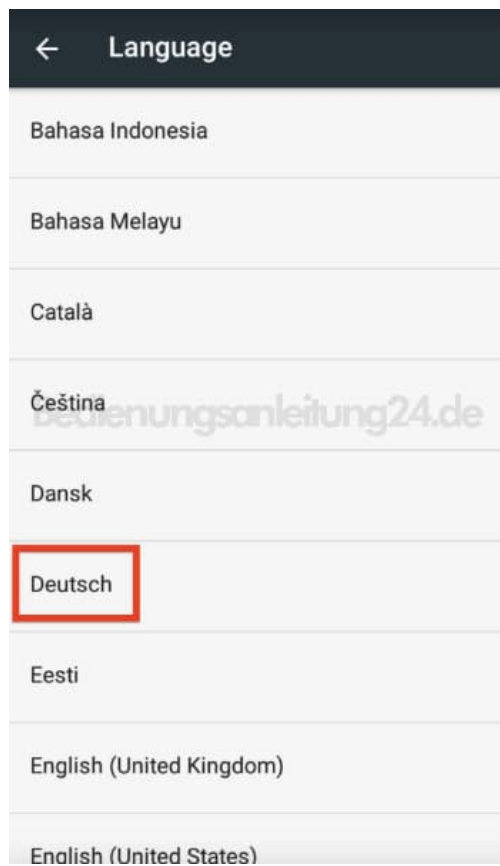 Language
Bahasa Indonesia
Bahasa Melayu
Català
Čeština
bedienungsanleitung24.de
Dansk
Deutsch
Eesti
English (United Kingdom)
English (United States)